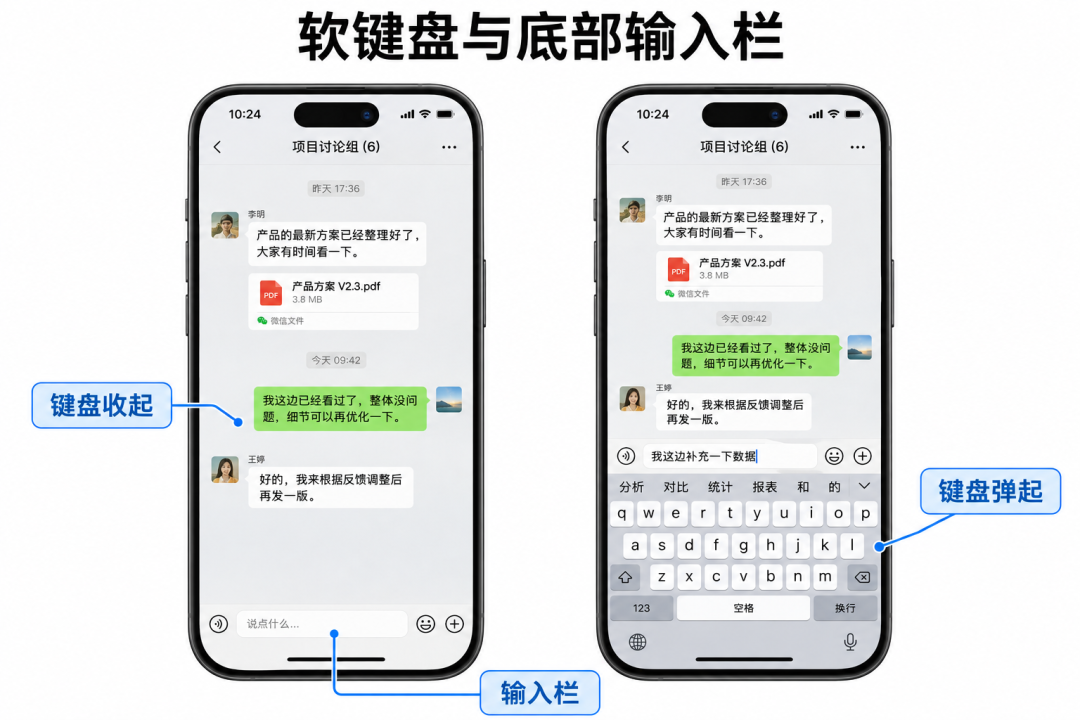 软键盘与底部输入栏
10:24
项目讨论组 (6)
昨天 17:36
李明
产品的最新方案已经整理好了，
大家有时间看一下。
PDF
产品方案 V2.3.pdf
3.8 MB
微信文件
今天 09:42
我这边已经看过了，整体没问
题，细节可以再优化一下。
王婷
好的，我来根据反馈调整后
再发一版。
说点什么...
键盘收起
输入栏
10:24
项目讨论组 (6)
昨天 17:36
李明
产品的最新方案已经整理好了，
大家有时间看一下。
PDF
产品方案 V2.3.pdf
3.8 MB
微信文件
今天 09:42
我这边已经看过了，整体没问
题，细节可以再优化一下。
王婷
好的，我来根据反馈调整后
再发一版。
我这边补充一下数据
分析 对比 统计 报表 和 的
q w e r t y u i o p
a s d f g h j k l
z x c v b n m
123 空格 换行
键盘弹起